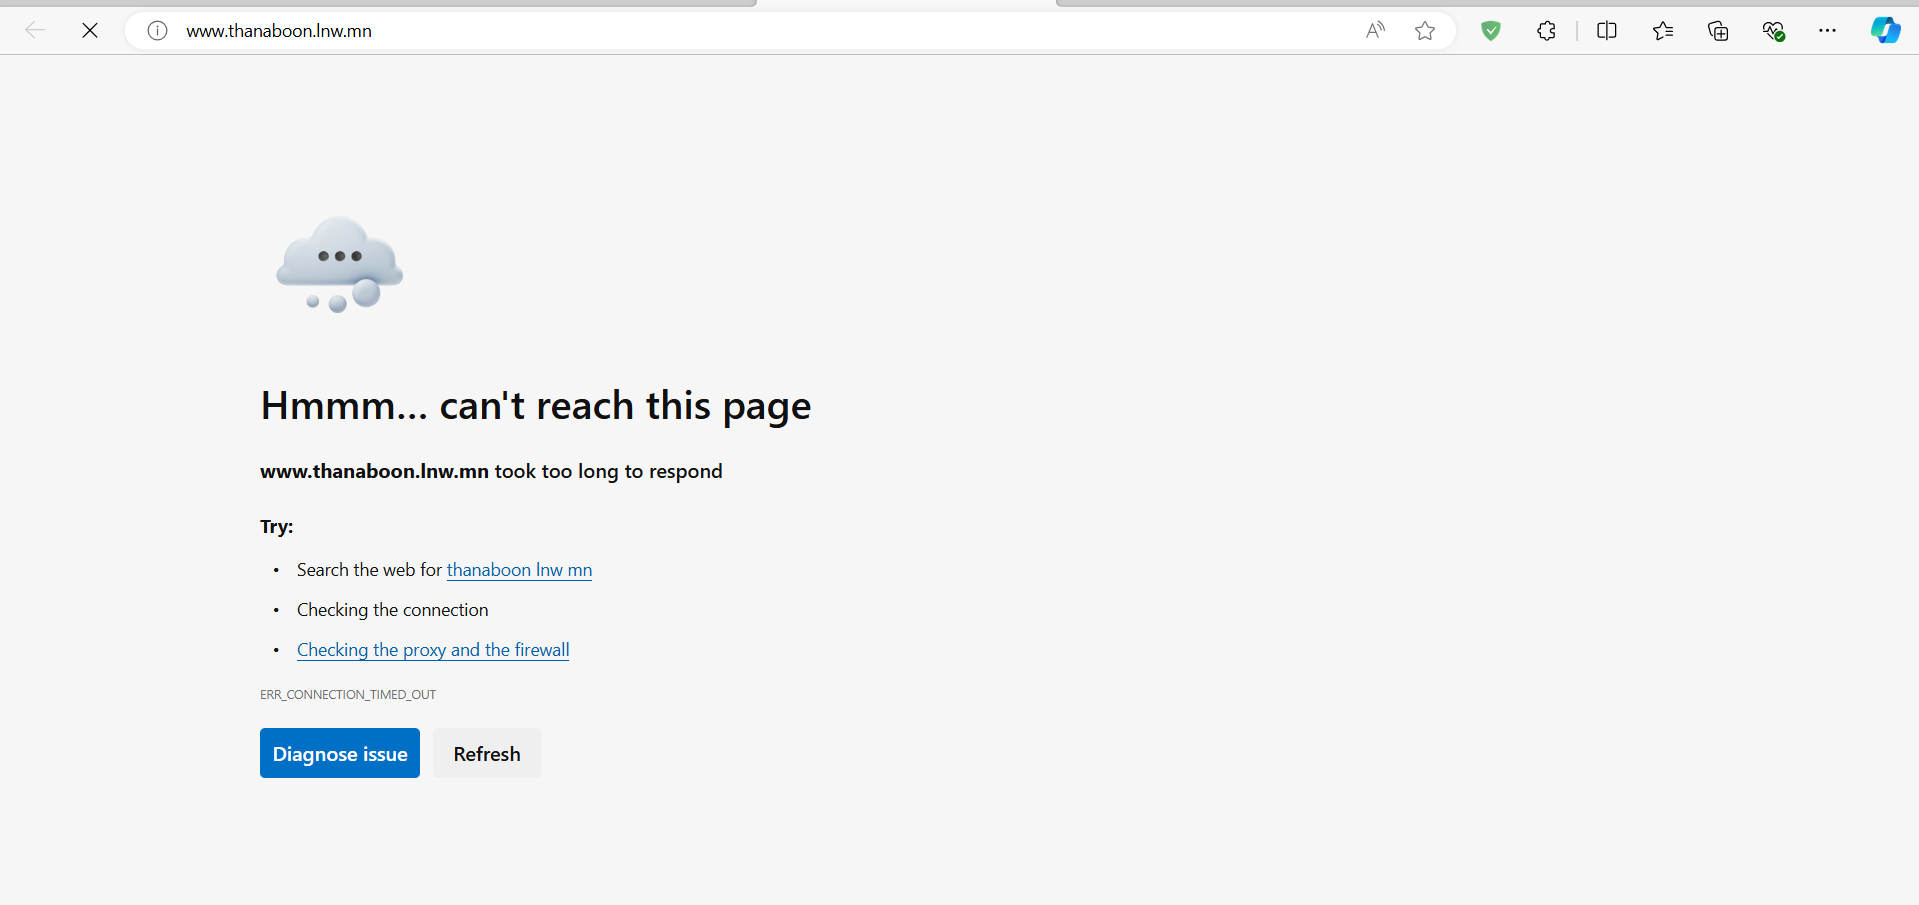 www.thanaboon.lnw.mn
Hmmm... can't reach this page
www.thanaboon.lnw.mn took too long to respond
Try:
• Search the web for thanaboon lnw mn
• Checking the connection
• Checking the proxy and the firewall
ERR_CONNECTION_TIMED_OUT
Diagnose issue Refresh